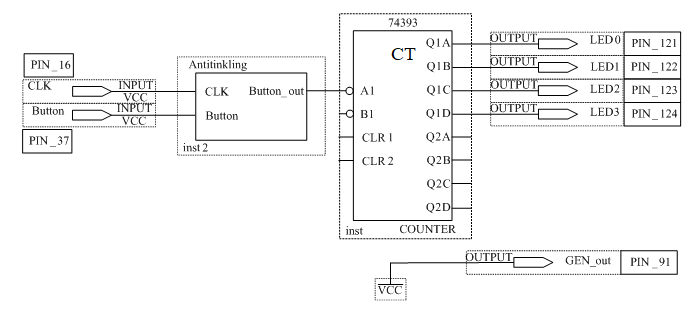 74393
CT
Q1A
Q1B
Q1C
Q1D
Q2A
Q2B
Q2C
Q2D
A1
B1
CLR 1
CLR 2
inst
COUNTER
Antitinkling
CLK
Button
Button_out
inst 2
PIN_16
CLK
INPUT
VCC
Button
INPUT
VCC
PIN_37
OUTPUT
LED0
PIN_121
OUTPUT
LED1
PIN_122
OUTPUT
LED2
PIN_123
OUTPUT
LED3
PIN_124
OUTPUT
GEN_out
PIN_91
VCC